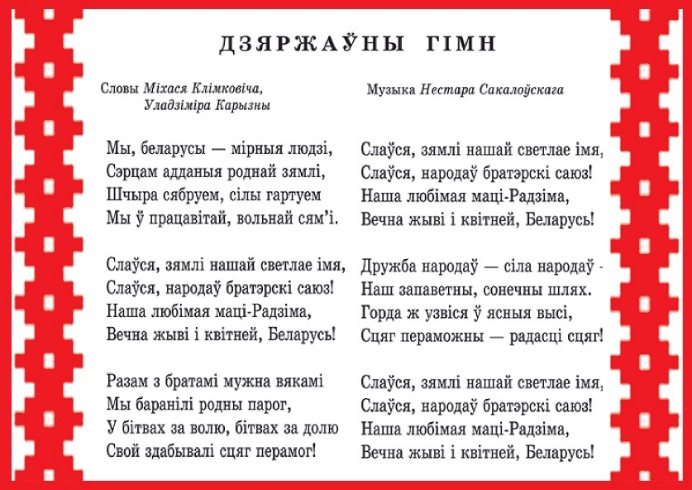 ДЗЯРЖАЎНЫ ГІМН
Словы Міхася Клімковіча,
Уладзіміра Карызны
Музыка Нестара Сакалоўскага
Мы, беларусы — мірныя людзі,
Сэрцам адданыя роднай зямлі,
Шчыра сябруем, сілы гартуем
Мы ў працавітай, вольнай сям’і.
Слаўся, зямлі нашай светлае імя,
Слаўся, народаў братэрскі саюз!
Наша любімая маці-Радзіма,
Вечна жыві і квітней, Беларусь!
Разам з братамі мужна вякамі
Мы баранілі родны парог,
У бітвах за волю, бітвах за долю
Свой здабывалі сцяг перамог!
Слаўся, зямлі нашай светлае імя,
Слаўся, народаў братэрскі саюз!
Наша любімая маці-Радзіма,
Вечна жыві і квітней, Беларусь!
Дружба народаў — сіла народаў -
Наш запаветны, сонечны шлях.
Горда ж узвіся ў ясныя высі,
Сцяг пераможны — радасці сцяг!
Слаўся, зямлі нашай светлае імя,
Слаўся, народаў братэрскі саюз!
Наша любімая маці-Радзіма,
Вечна жыві і квітней, Беларусь!